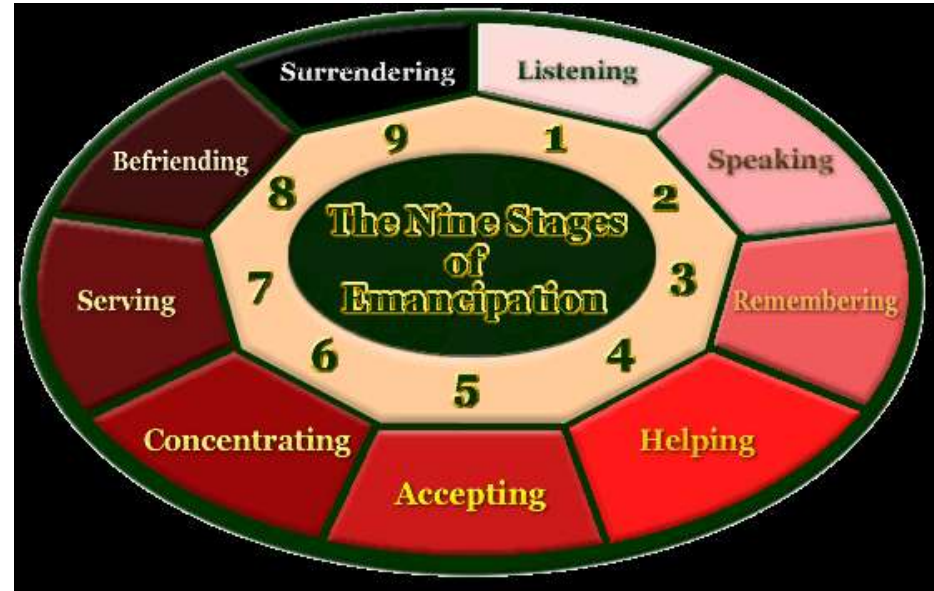 The Nine Stages
of
Emancipation
1
Listening
2
Speaking
3
Remembering
4
Helping
5
Accepting
6
Concentrating
7
Serving
8
Befriending
9
Surrendering